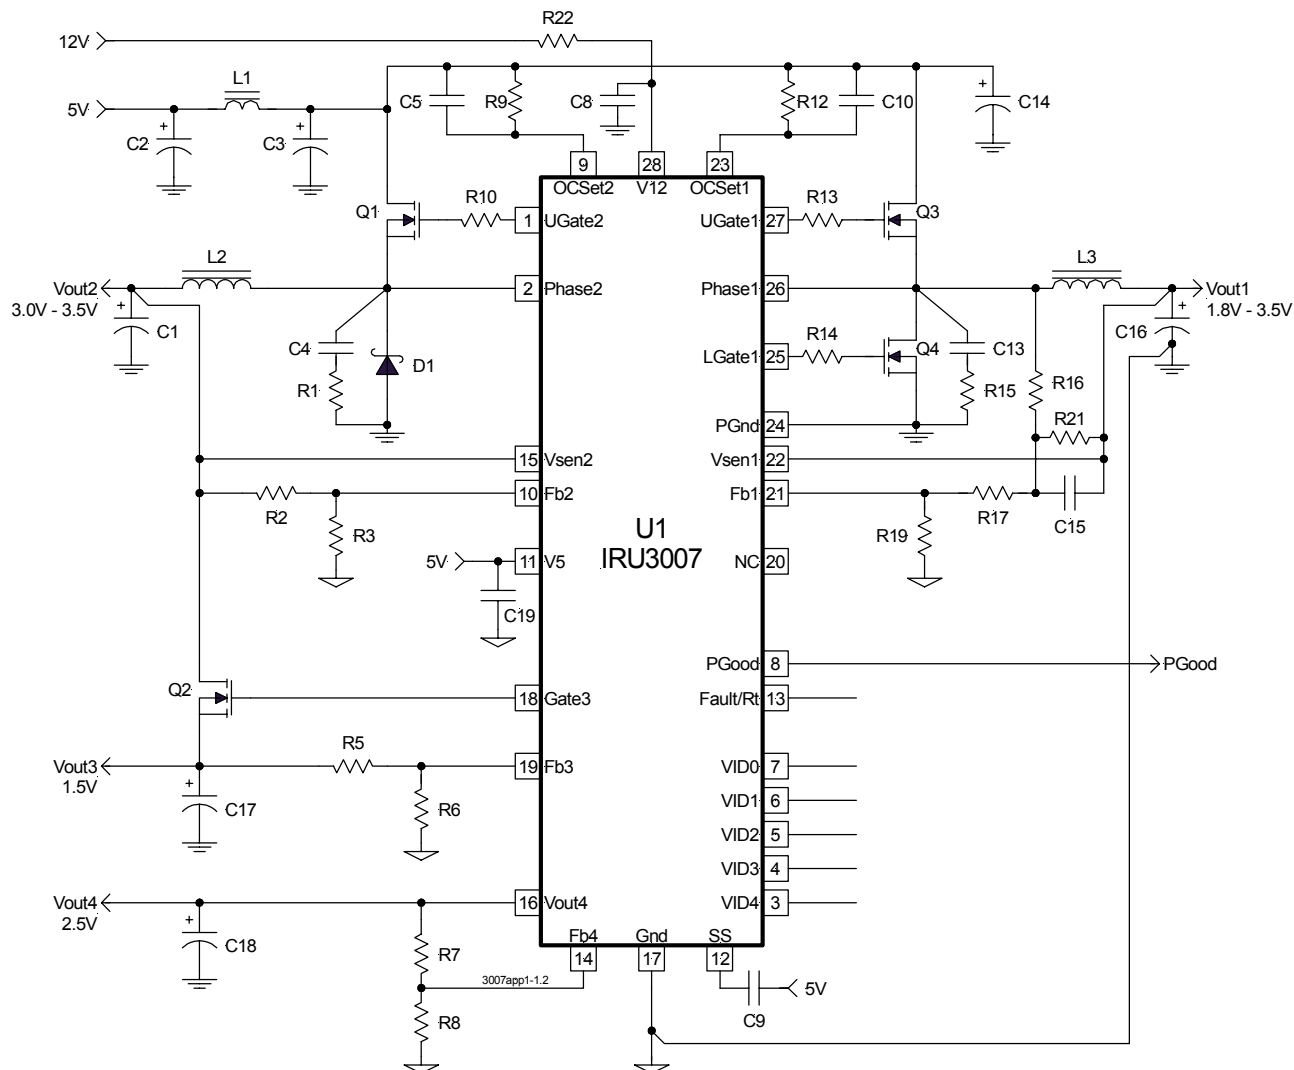 R22
12V
L1
5V
+
C2
+
C3
C5
R9
C8
R12
C10
+
C14
9
28
23
OCSet2
V12
OCSet1
Q1
R10
1
UGate2
UGate1
27
R13
Q3
L2
L3
Vout2
3.0V - 3.5V
2
Phase2
Phase1
26
Vout1
1.8V - 3.5V
+
C1
C4
R1
D1
LGate1
25
R14
Q4
C13
R15
R16
+
C16
PGnd
24
R21
15
Vsen2
Vsen1
22
10
Fb2
Fb1
21
R2
R3
R19
R17
C15
U1
IRU3007
5V
11
V5
NC
20
C19
PGood
8
PGood
Q2
18
Gate3
Fault/Rt
13
Vout3
1.5V
R5
19
Fb3
VID0
7
+
C17
R6
VID1
6
VID2
5
VID3
4
Vout4
2.5V
16
Vout4
VID4
3
+
C18
R7
Fb4
Gnd
SS
14
17
12
3007app1-1.2
R8
C9
5V